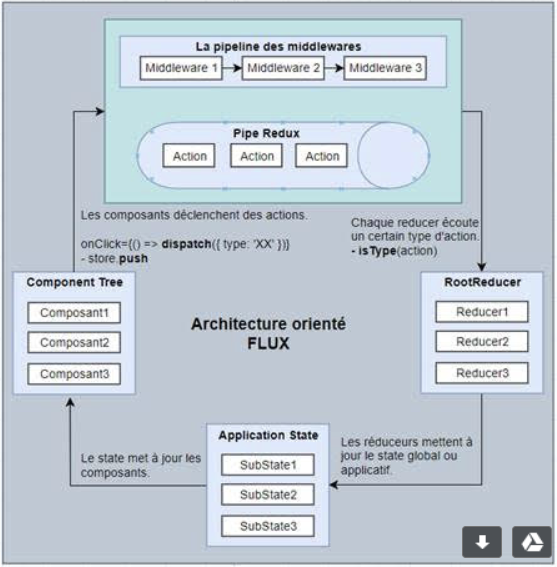 La pipeline des middlewares
Middleware 1
Middleware 2
Middleware 3
Pipe Redux
Action
Action
Action
Les composants déclenchent des actions.
onClick={() => dispatch({ type: 'XX' })}
- store.push
Chaque reducer écoute
un certain type d'action.
- isType(action)
Component Tree
Composant1
Composant2
Composant3
Architecture orienté
FLUX
RootReducer
Reducer1
Reducer2
Reducer3
Le state met à jour les
composants.
Application State
SubState1
SubState2
SubState3
Les réduceurs mettent à
jour le state global ou
applicatif.